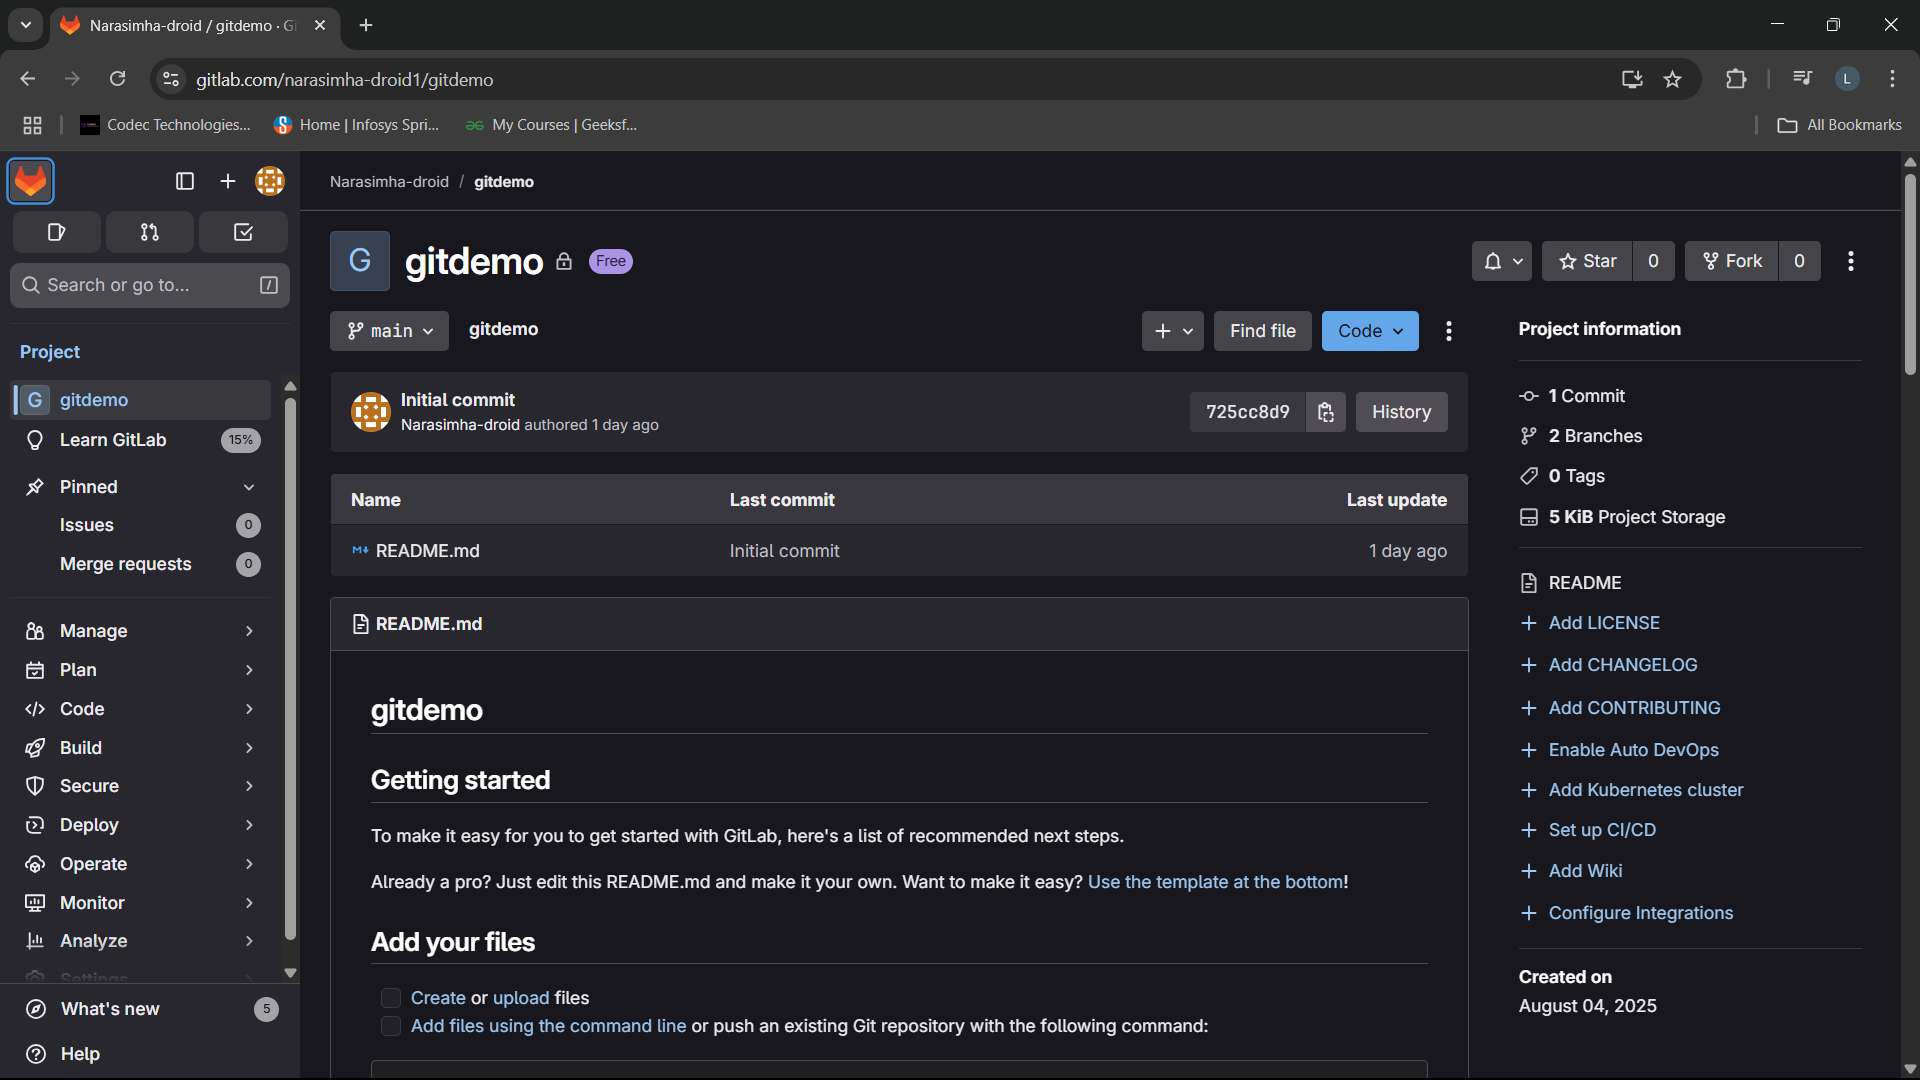 Narasimha-droid / gitdemo · Gi
gitlab.com/narasimha-droid1/gitdemo
L
Codec Technologies...
Home | Infosys Spri...
My Courses | Geeksf...
All Bookmarks
Search or go to...
/
Project
G gitdemo
Learn GitLab 15%
Pinned
Issues 0
Merge requests 0
Manage
Plan
Code
Build
Secure
Deploy
Operate
Monitor
Analyze
Settings
What's new 5
Help
Narasimha-droid / gitdemo
G gitdemo Free
Star 0 Fork 0
main gitdemo Find file Code
Initial commit
Narasimha-droid authored 1 day ago
725cc8d9 History
Name Last commit Last update
README.md Initial commit 1 day ago
README.md
gitdemo
Getting started
To make it easy for you to get started with GitLab, here's a list of recommended next steps.
Already a pro? Just edit this README.md and make it your own. Want to make it easy? Use the template at the bottom!
Add your files
Create or upload files
Add files using the command line or push an existing Git repository with the following command:
Project information
1 Commit
2 Branches
0 Tags
5 KiB Project Storage
README
Add LICENSE
Add CHANGELOG
Add CONTRIBUTING
Enable Auto DevOps
Add Kubernetes cluster
Set up CI/CD
Add Wiki
Configure Integrations
Created on
August 04, 2025